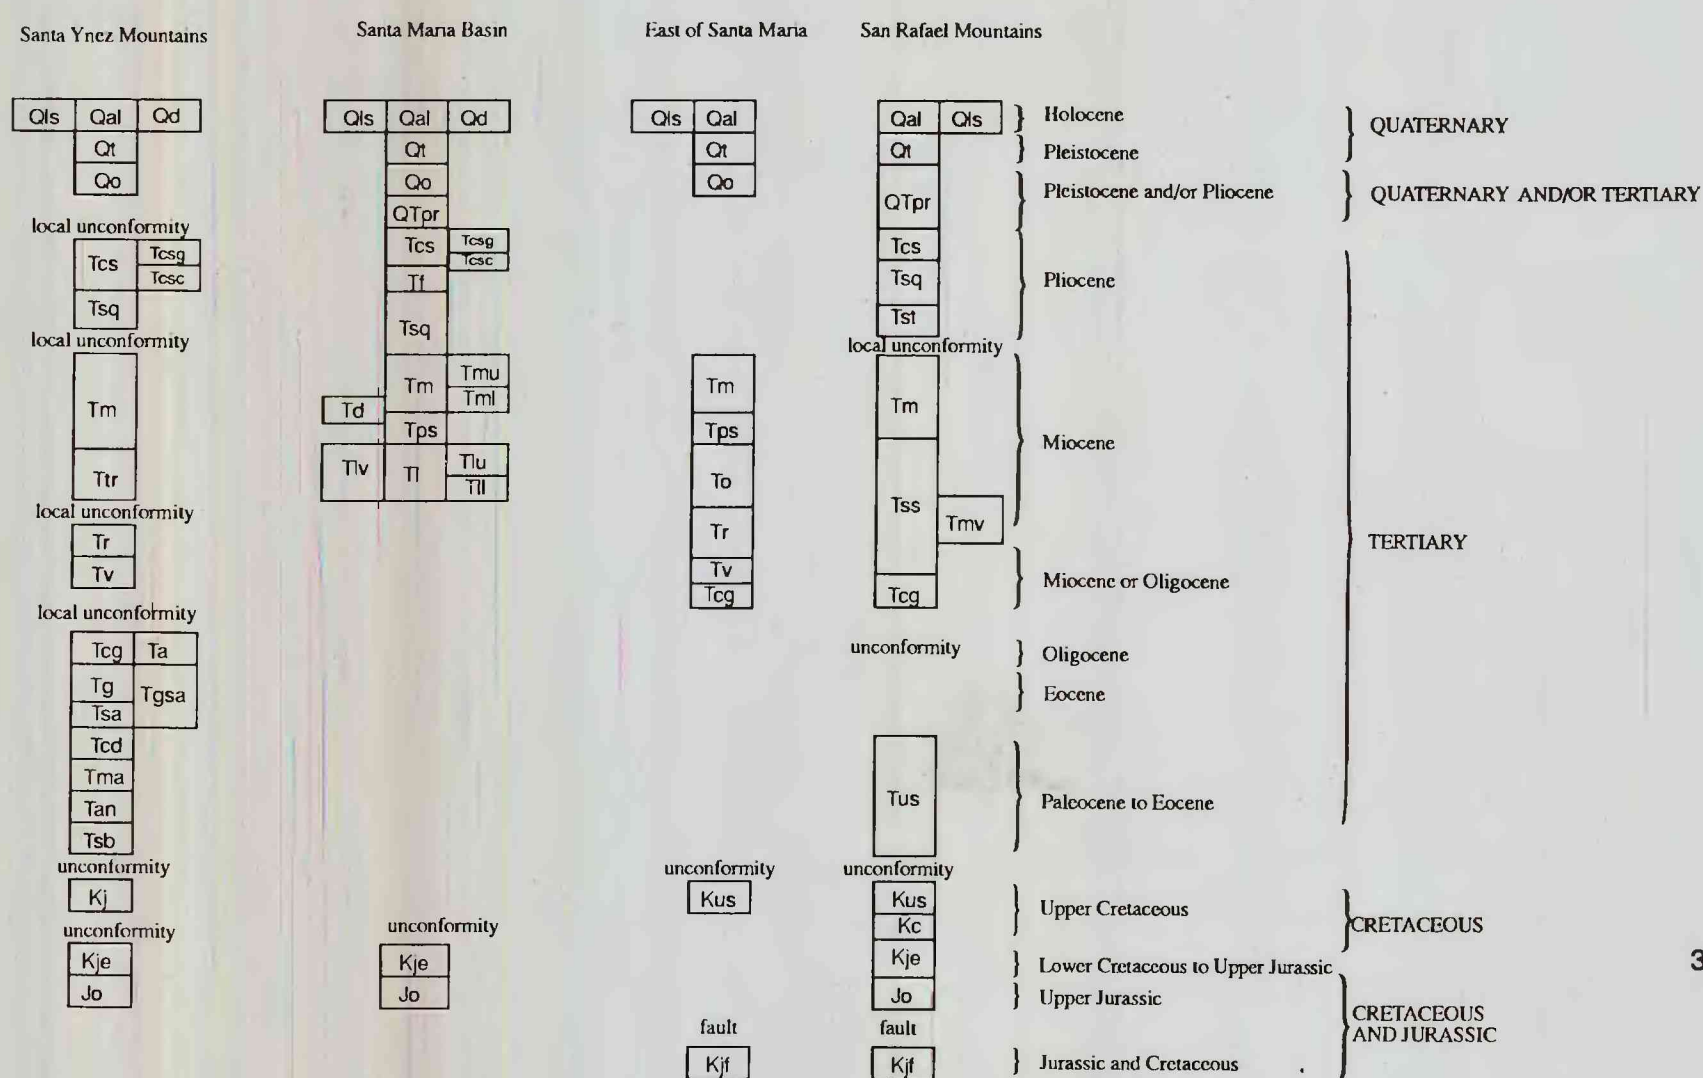 Santa Ynez Mountains
Santa Maria Basin
East of Santa Maria
San Rafael Mountains
Qls Qal Qd
Qt
Qo
local unconformity
Tcs Tcsg
Tcsc
Tsq
local unconformity
Tm
Ttr
local unconformity
Tr
Tv
local unconformity
Tcg Ta
Tg Tgsa
Tsa
Tcd
Tma
Tan
Tsb
unconformity
Kj
unconformity
Kje
Jo
Qls Qal Qd
Qt
Qo
QTpr
Tcs Tcsg
Tcsc
Tf
Tsq
Tm Tmu
Tml
Td
Tps
Tlv Tl Tlu
Tll
unconformity
Kje
Jo
Qls Qal
Qt
Qo
Tm
Tps
To
Tr
Tv
Tcg
unconformity
Kus
fault
Kjf
Qal Qls
Qt
QTpr
Tcs
Tsq
Tst
local unconformity
Tm
Tss
Tmv
Tcg
unconformity
Tus
unconformity
Kus
Kc
Kje
Jo
fault
Kjf
Holocene
Pleistocene
Pleistocene and/or Pliocene
Pliocene
Miocene
Miocene or Oligocene
Oligocene
Eocene
Paleocene to Eocene
Upper Cretaceous
Lower Cretaceous to Upper Jurassic
Upper Jurassic
Jurassic and Cretaceous
QUATERNARY
QUATERNARY AND/OR TERTIARY
TERTIARY
CRETACEOUS
CRETACEOUS
AND JURASSIC
3